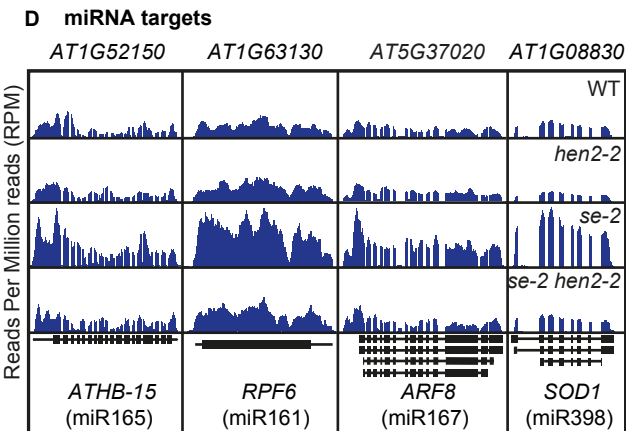 D miRNA targets
AT1G52150 AT1G63130 AT5G37020 AT1G08830
Reads Per Million reads (RPM)
WT
hen2-2
se-2
se-2 hen2-2
ATHB-15 RPF6 ARF8 SOD1
(miR165) (miR161) (miR167) (miR398)